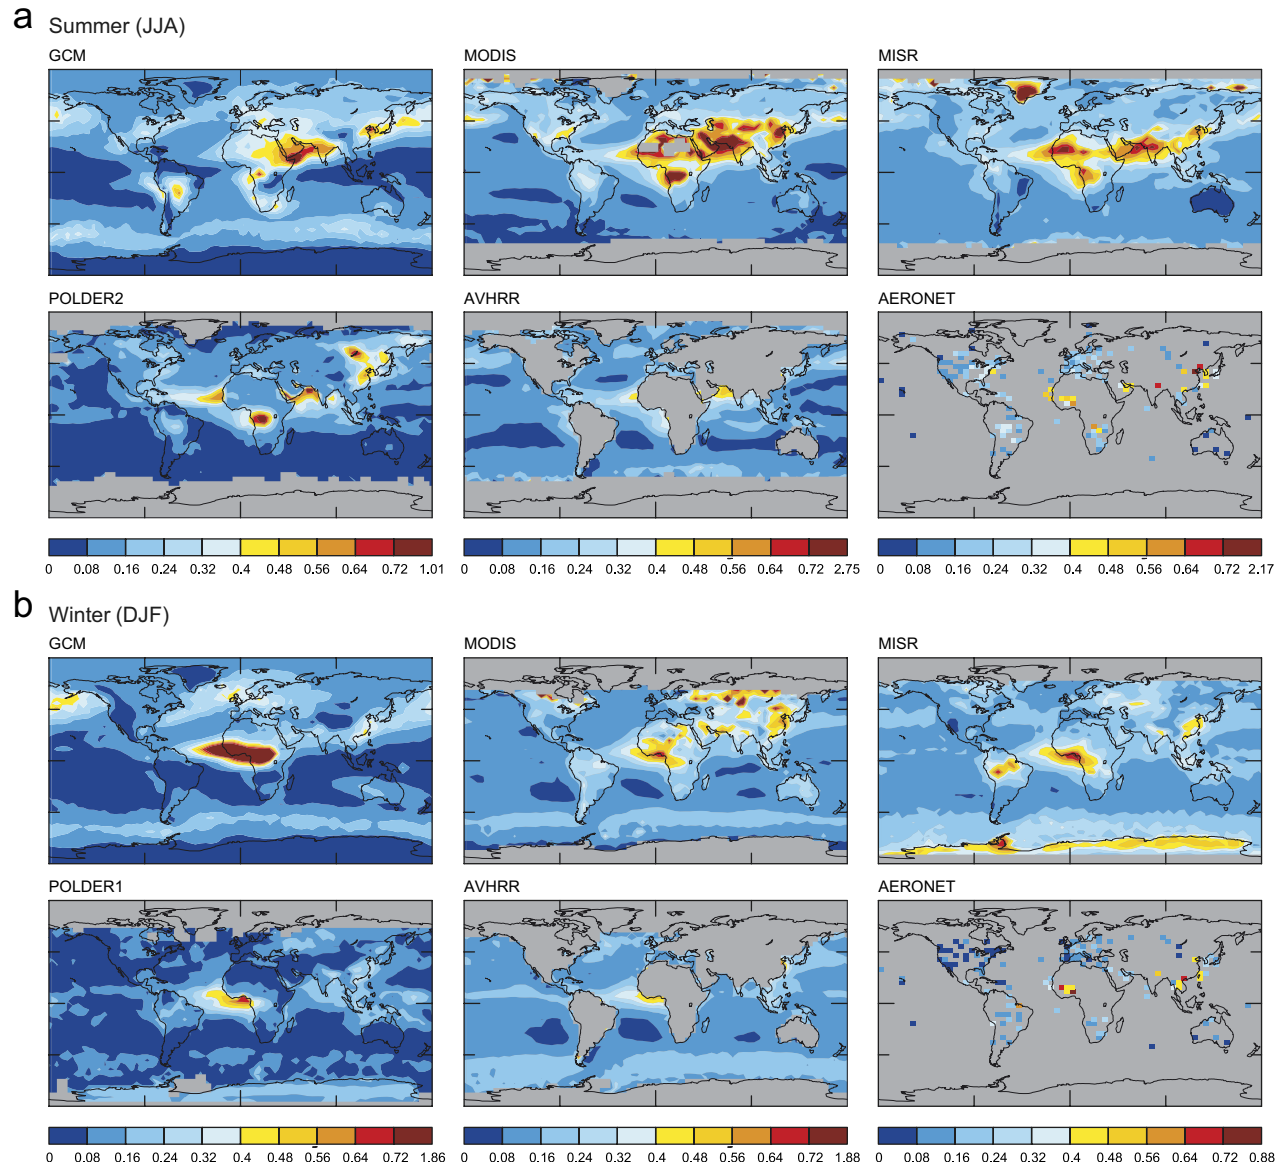 a Summer (JJA)
GCM MODIS MISR
POLDER2 AVHRR AERONET
0 0.08 0.16 0.24 0.32 0.4 0.48 0.56 0.64 0.72 1.01
0 0.08 0.16 0.24 0.32 0.4 0.48 0.56 0.64 0.72 2.75
0 0.08 0.16 0.24 0.32 0.4 0.48 0.56 0.64 0.72 2.17
b Winter (DJF)
GCM MODIS MISR
POLDER1 AVHRR AERONET
0 0.08 0.16 0.24 0.32 0.4 0.48 0.56 0.64 0.72 1.86
0 0.08 0.16 0.24 0.32 0.4 0.48 0.56 0.64 0.72 1.88
0 0.08 0.16 0.24 0.32 0.4 0.48 0.56 0.64 0.72 0.88